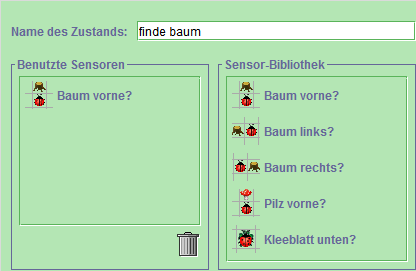 Name des Zustands: finde baum
Benutzte Sensoren
Baum vorne?
Sensor-Bibliothek
Baum vorne?
Baum links?
Baum rechts?
Pilz vorne?
Kleeblatt unten?